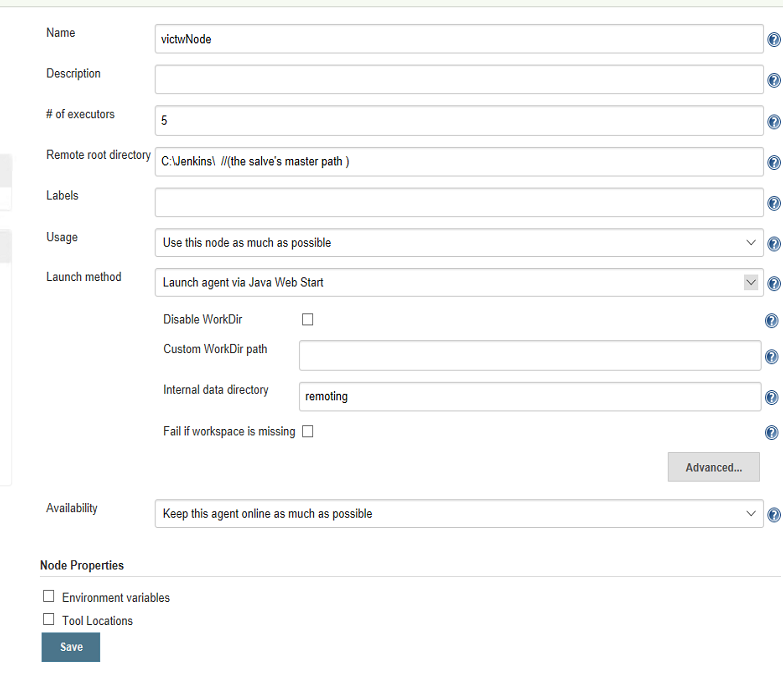 Name
victwNode
Description
# of executors
5
Remote root directory
C:\Jenkins\  //(the salve's master path )
Labels
Usage
Use this node as much as possible
Launch method
Launch agent via Java Web Start
Disable WorkDir
Custom WorkDir path
Internal data directory
remoting
Fail if workspace is missing
Advanced...
Availability
Keep this agent online as much as possible
Node Properties
Environment variables
Tool Locations
Save